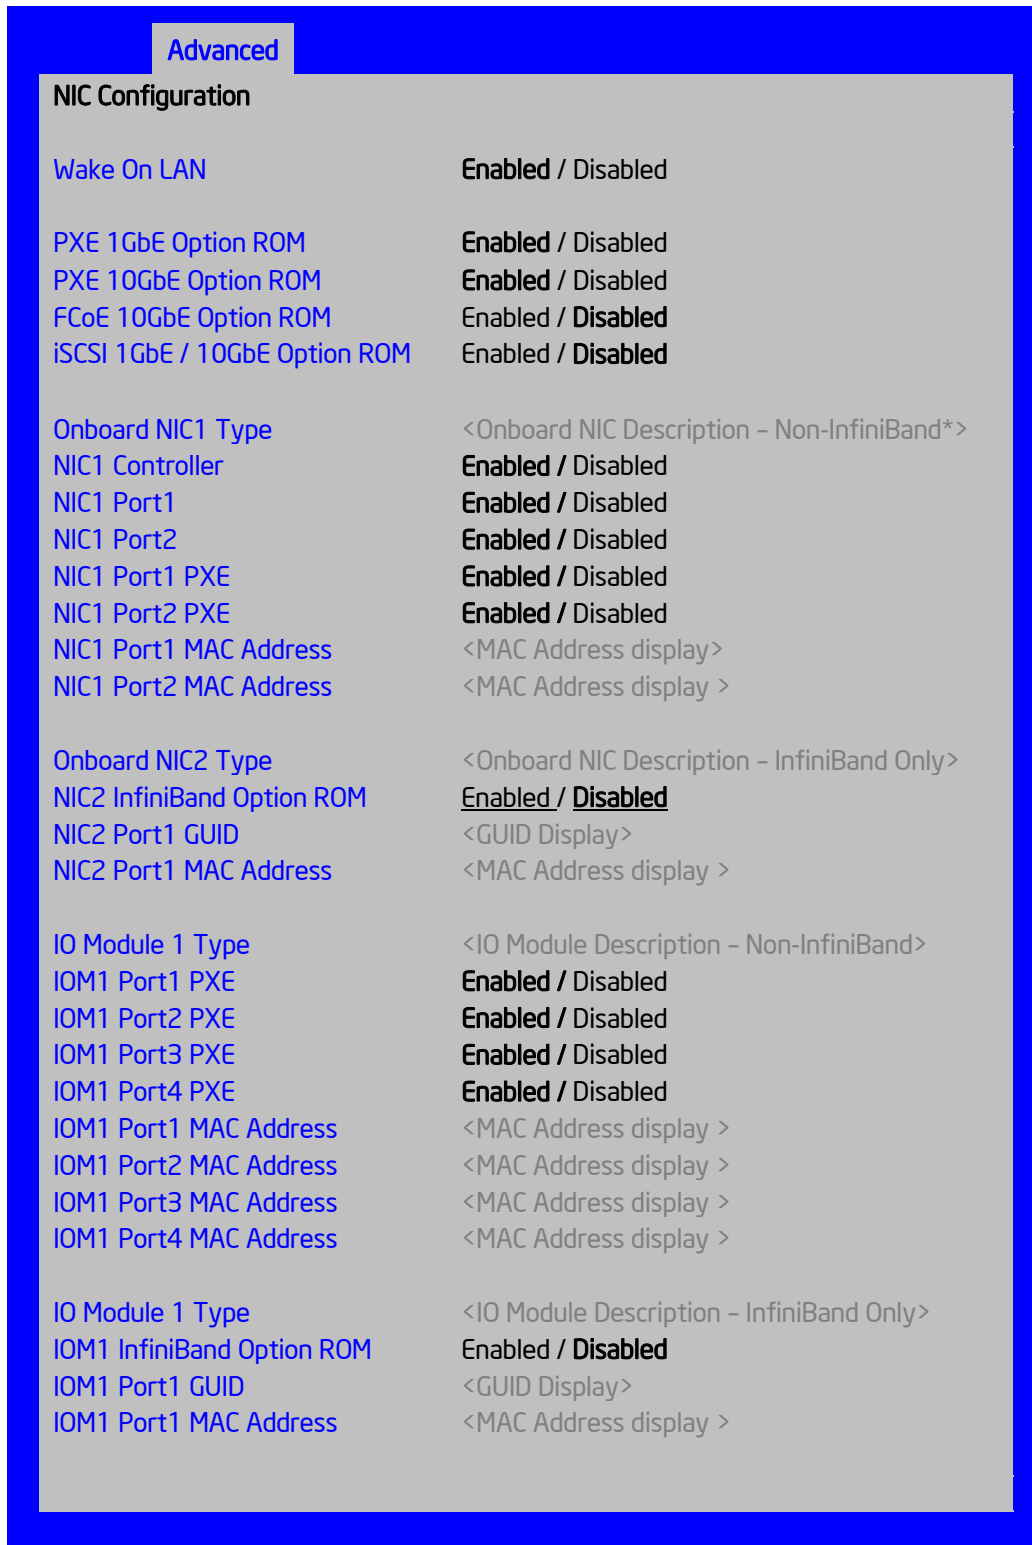 Advanced
NIC Configuration
Wake On LAN Enabled / Disabled
PXE 1GbE Option ROM Enabled / Disabled
PXE 10GbE Option ROM Enabled / Disabled
FCoE 10GbE Option ROM Enabled / Disabled
iSCSI 1GbE / 10GbE Option ROM Enabled / Disabled
Onboard NIC1 Type <Onboard NIC Description – Non-InfiniBand*>
NIC1 Controller Enabled / Disabled
NIC1 Port1 Enabled / Disabled
NIC1 Port2 Enabled / Disabled
NIC1 Port1 PXE Enabled / Disabled
NIC1 Port2 PXE Enabled / Disabled
NIC1 Port1 MAC Address <MAC Address display>
NIC1 Port2 MAC Address <MAC Address display >
Onboard NIC2 Type <Onboard NIC Description – InfiniBand Only>
NIC2 InfiniBand Option ROM Enabled / Disabled
NIC2 Port1 GUID <GUID Display>
NIC2 Port1 MAC Address <MAC Address display >
IO Module 1 Type <IO Module Description – Non-InfiniBand>
IOM1 Port1 PXE Enabled / Disabled
IOM1 Port2 PXE Enabled / Disabled
IOM1 Port3 PXE Enabled / Disabled
IOM1 Port4 PXE Enabled / Disabled
IOM1 Port1 MAC Address <MAC Address display >
IOM1 Port2 MAC Address <MAC Address display >
IOM1 Port3 MAC Address <MAC Address display >
IOM1 Port4 MAC Address <MAC Address display >
IO Module 1 Type <IO Module Description – InfiniBand Only>
IOM1 InfiniBand Option ROM Enabled / Disabled
IOM1 Port1 GUID <GUID Display>
IOM1 Port1 MAC Address <MAC Address display >